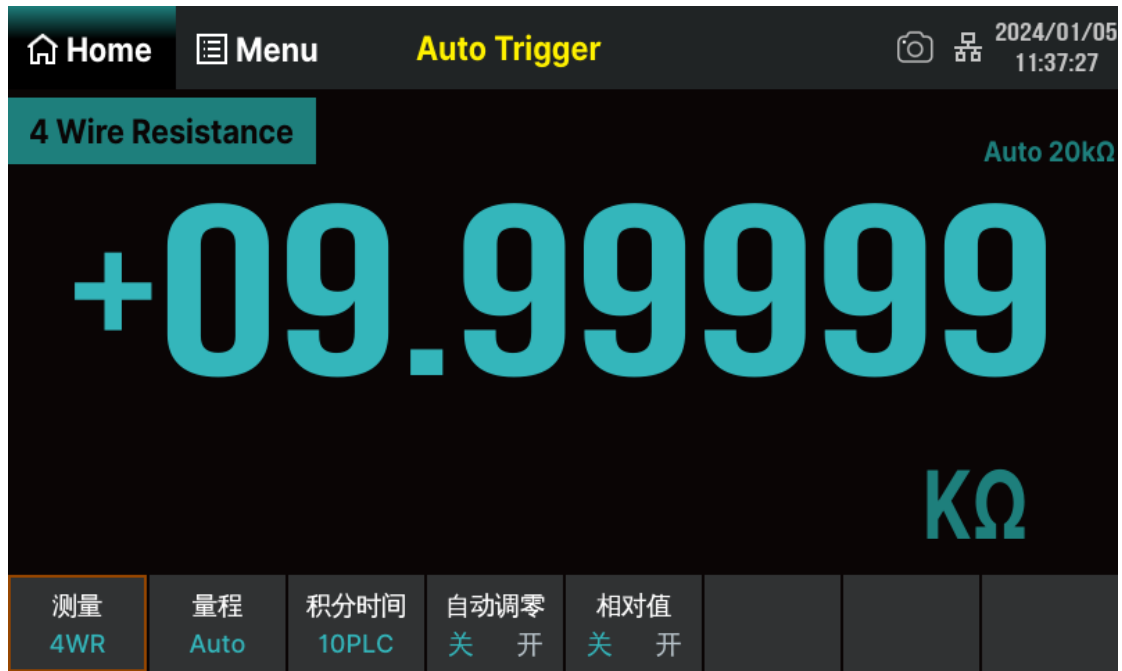 Home Menu Auto Trigger 2024/01/05
11:37:27
4 Wire Resistance
Auto 20kΩ
+09.99999
KΩ
测量 量程 积分时间 自动调零 相对值
4WR Auto 10PLC 关 开 关 开